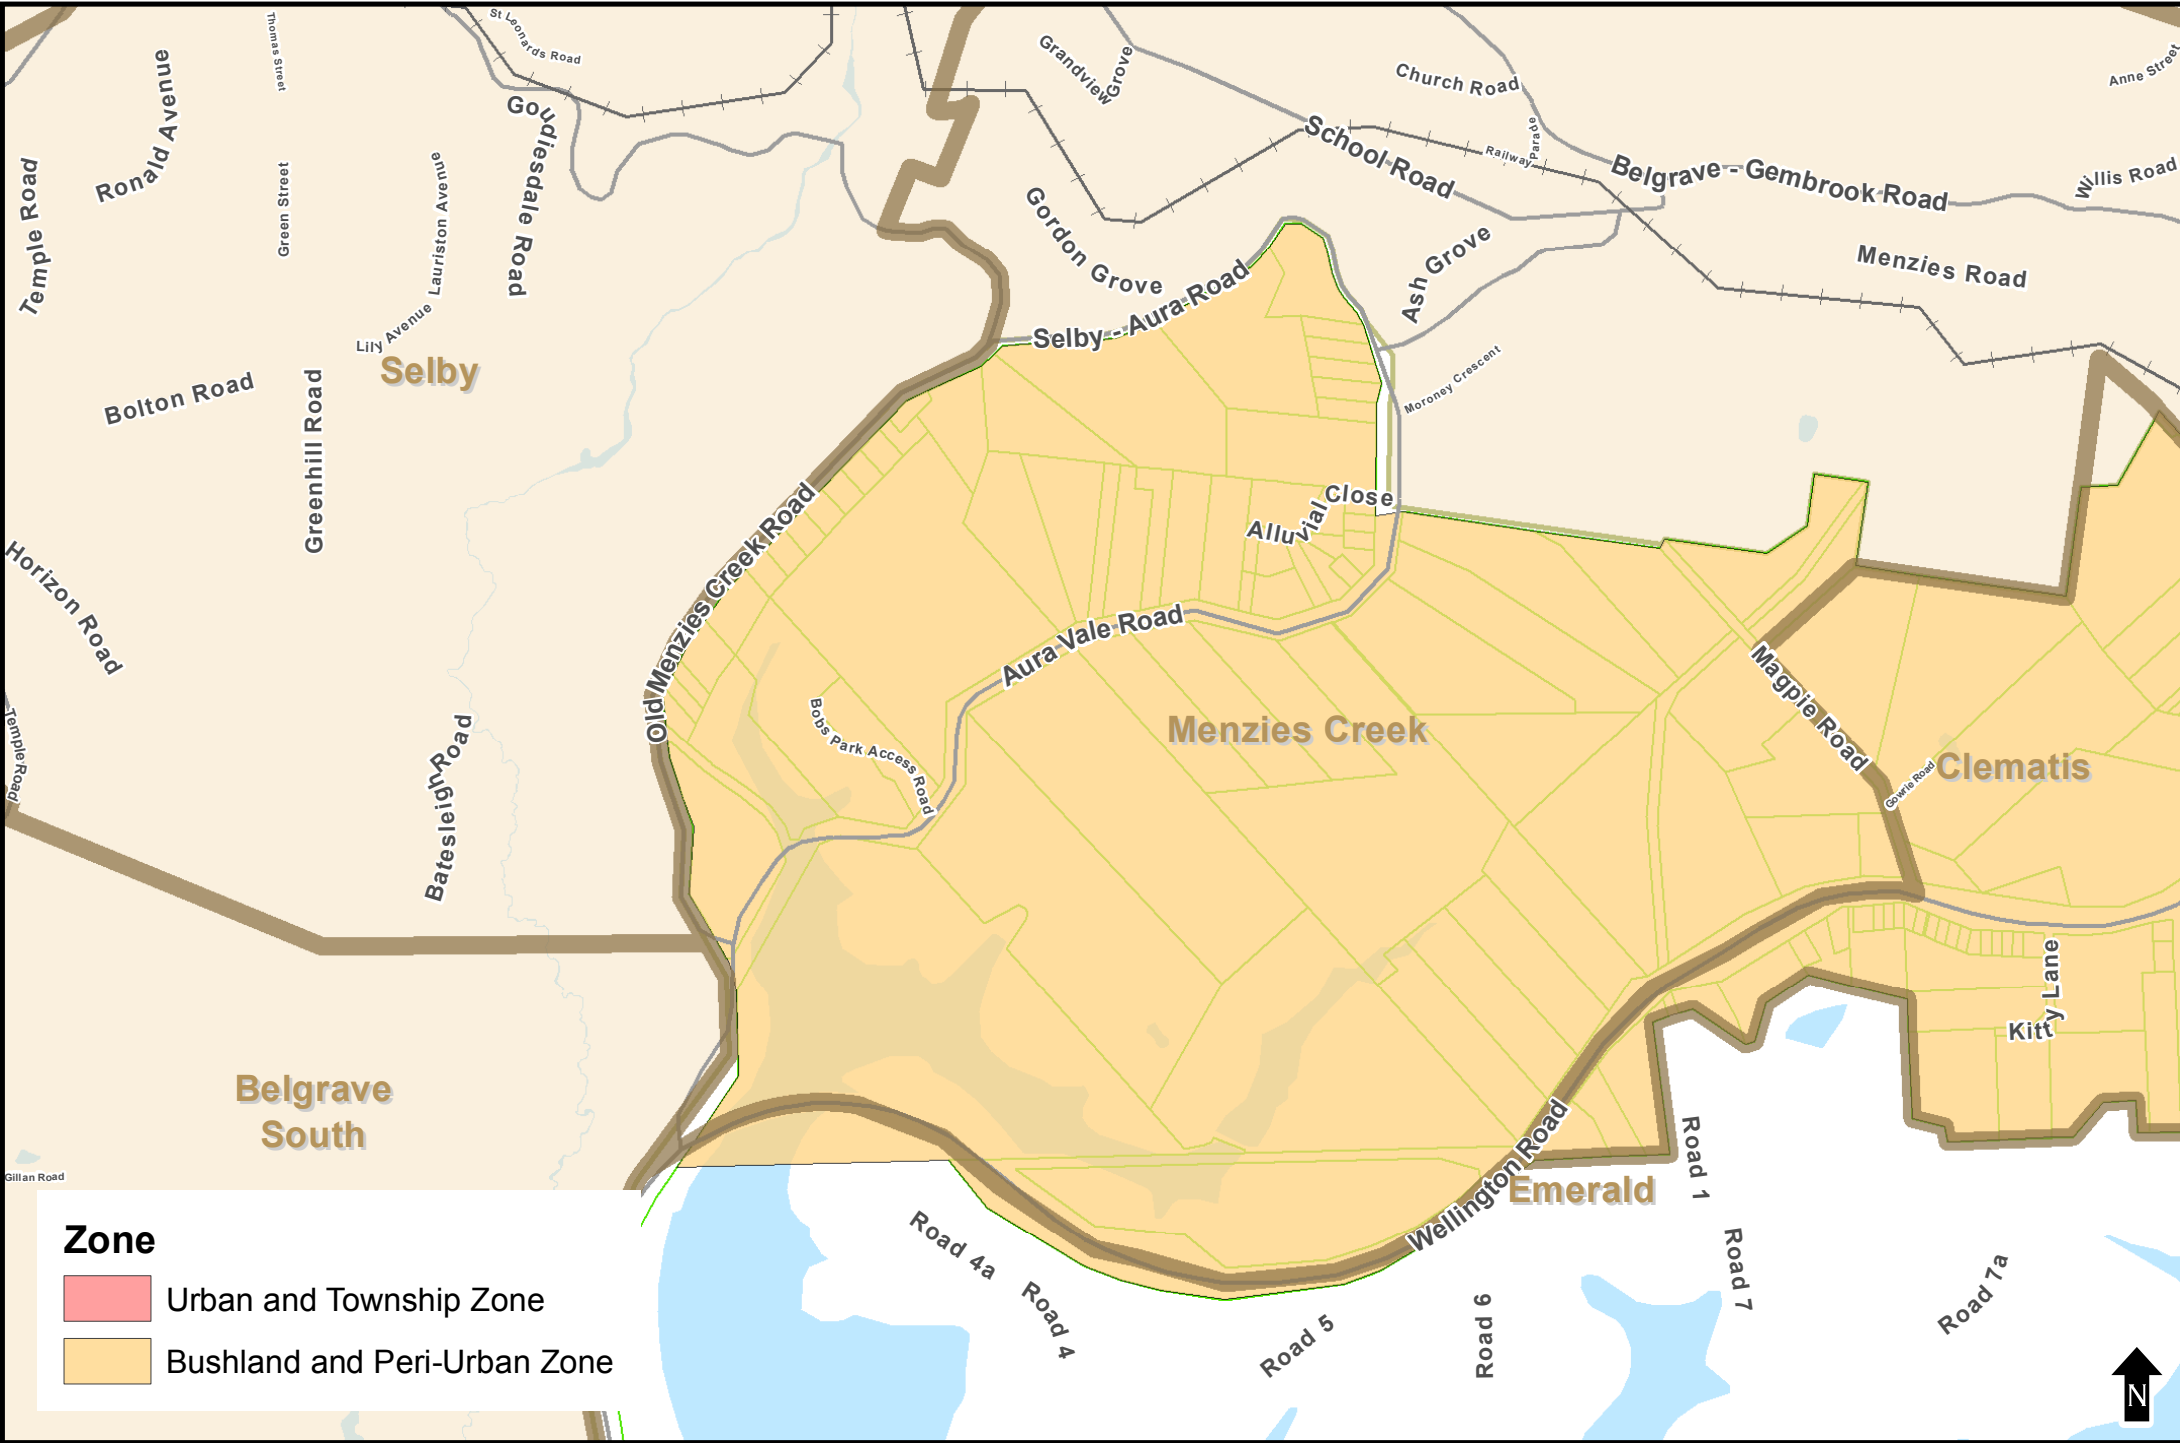 St Leonards Road
Thomas Street
Grandview
Grove
Church Road
Anne Street
Ronald Avenue
Goudiesdale Road
School Road
Railway
Parade
Belgrave - Gembrook Road
Willis Road
Temple Road
Green Street
Lauriston Avenue
Gordon Grove
Ash Grove
Menzies Road
Lily Avenue
Selby - Aura Road
Selby
Bolton Road
Greenhill Road
Moroney Crescent
Close
Alluvial
Old Menzies Creek Road
Horizon Road
Aura Vale Road
Magpie Road
Temple Road
Batesleigh Road
Bobs Park Access Road
Menzies Creek
Clematis
Gowrie Road
Kitty Lane
Belgrave
South
Wellington Road
Road 1
Gillan Road
Emerald
Road 4a
Road 4
Road 5
Road 6
Road 7
Road 7a
Zone
Urban and Township Zone
Bushland and Peri-Urban Zone
N